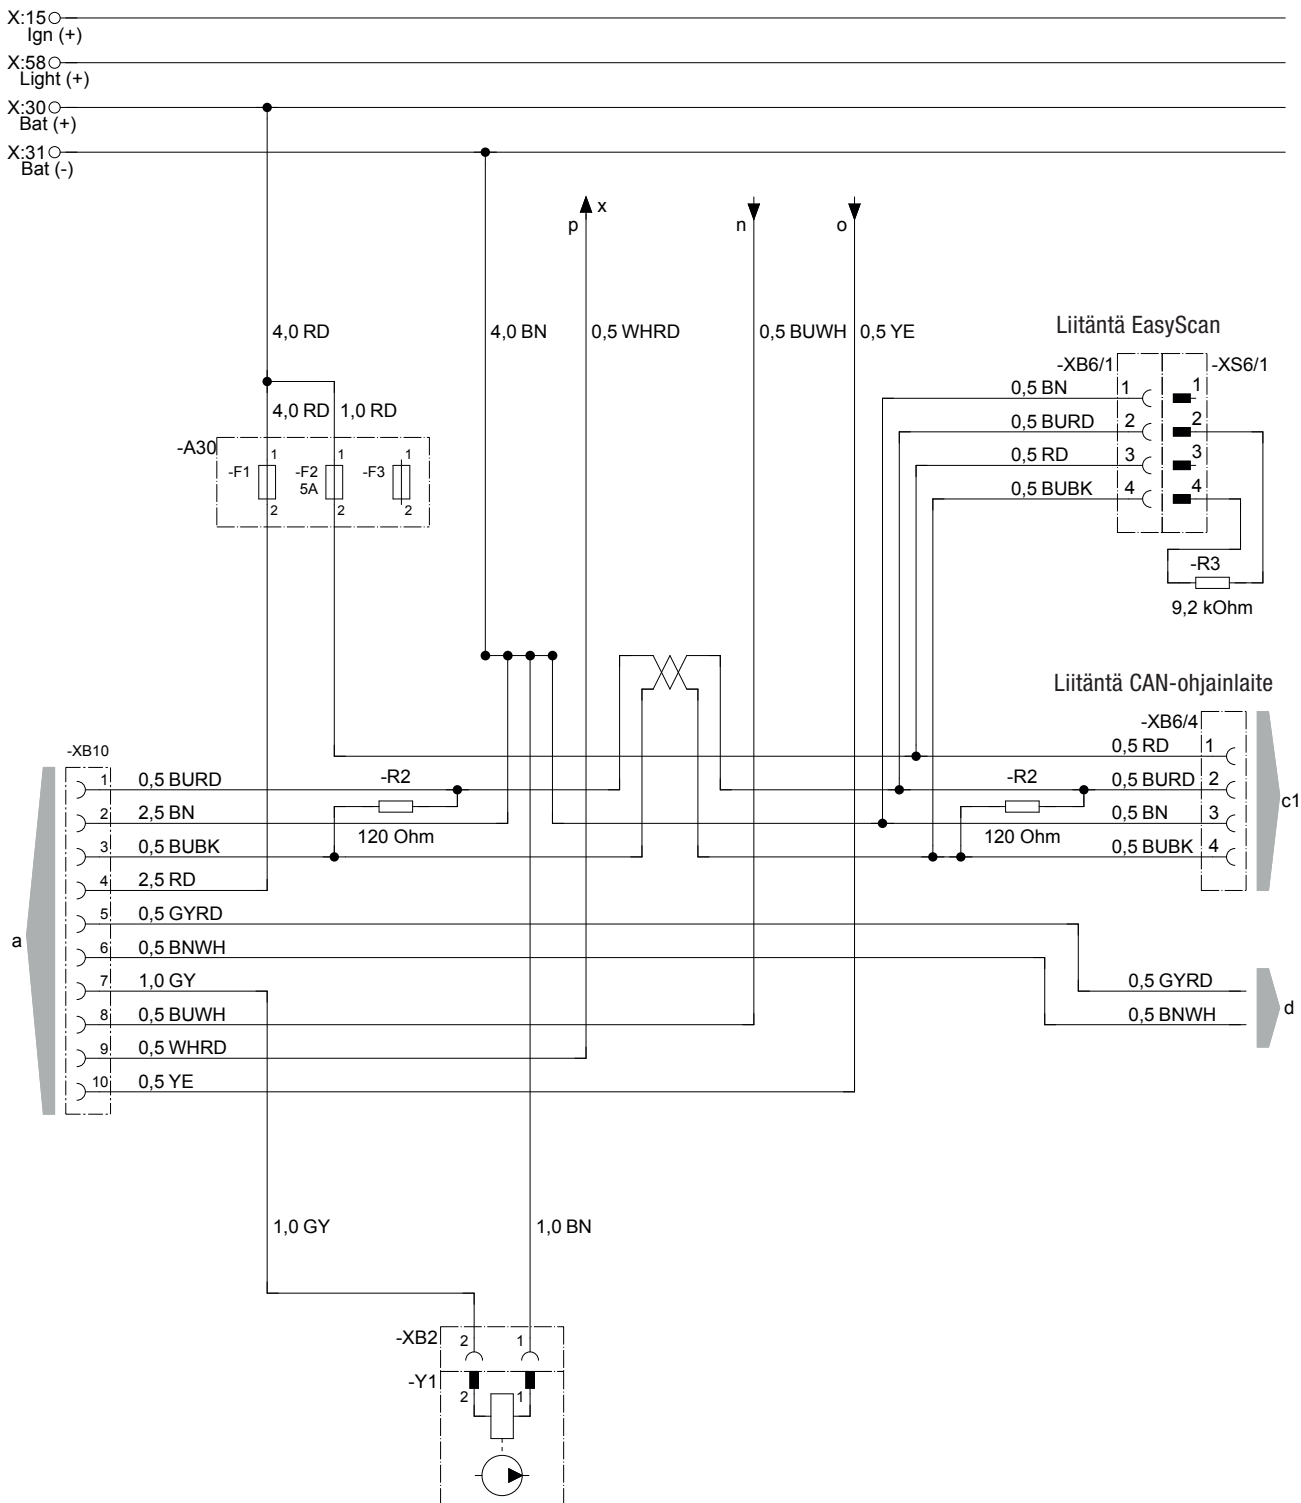 X:15
Ign (+)
X:58
Light (+)
X:30
Bat (+)
X:31
Bat (-)
x
p n o
4,0 RD 4,0 BN 0,5 WHRD 0,5 BUWH 0,5 YE
Liitäntä EasyScan
-XB6/1 -XS6/1
0,5 BN 1 1
0,5 BURD 2 2
0,5 RD 3 3
0,5 BUBK 4 4
-R3
9,2 kOhm
4,0 RD 1,0 RD
-A30
1 1 1
-F1 -F2 -F3
5A
2 2 2
Liitäntä CAN-ohjainlaite
-XB6/4
0,5 RD 1
-XB10
1 0,5 BURD -R2 -R2 0,5 BURD 2
c1
2 2,5 BN 0,5 BN 3
120 Ohm 120 Ohm
3 0,5 BUBK 0,5 BUBK 4
4 2,5 RD
5 0,5 GYRD
a
6 0,5 BNWH
7 1,0 GY 0,5 GYRD
d
8 0,5 BUWH 0,5 BNWH
9 0,5 WHRD
10 0,5 YE
1,0 GY 1,0 BN
-XB2 2 1
-Y1
2 1